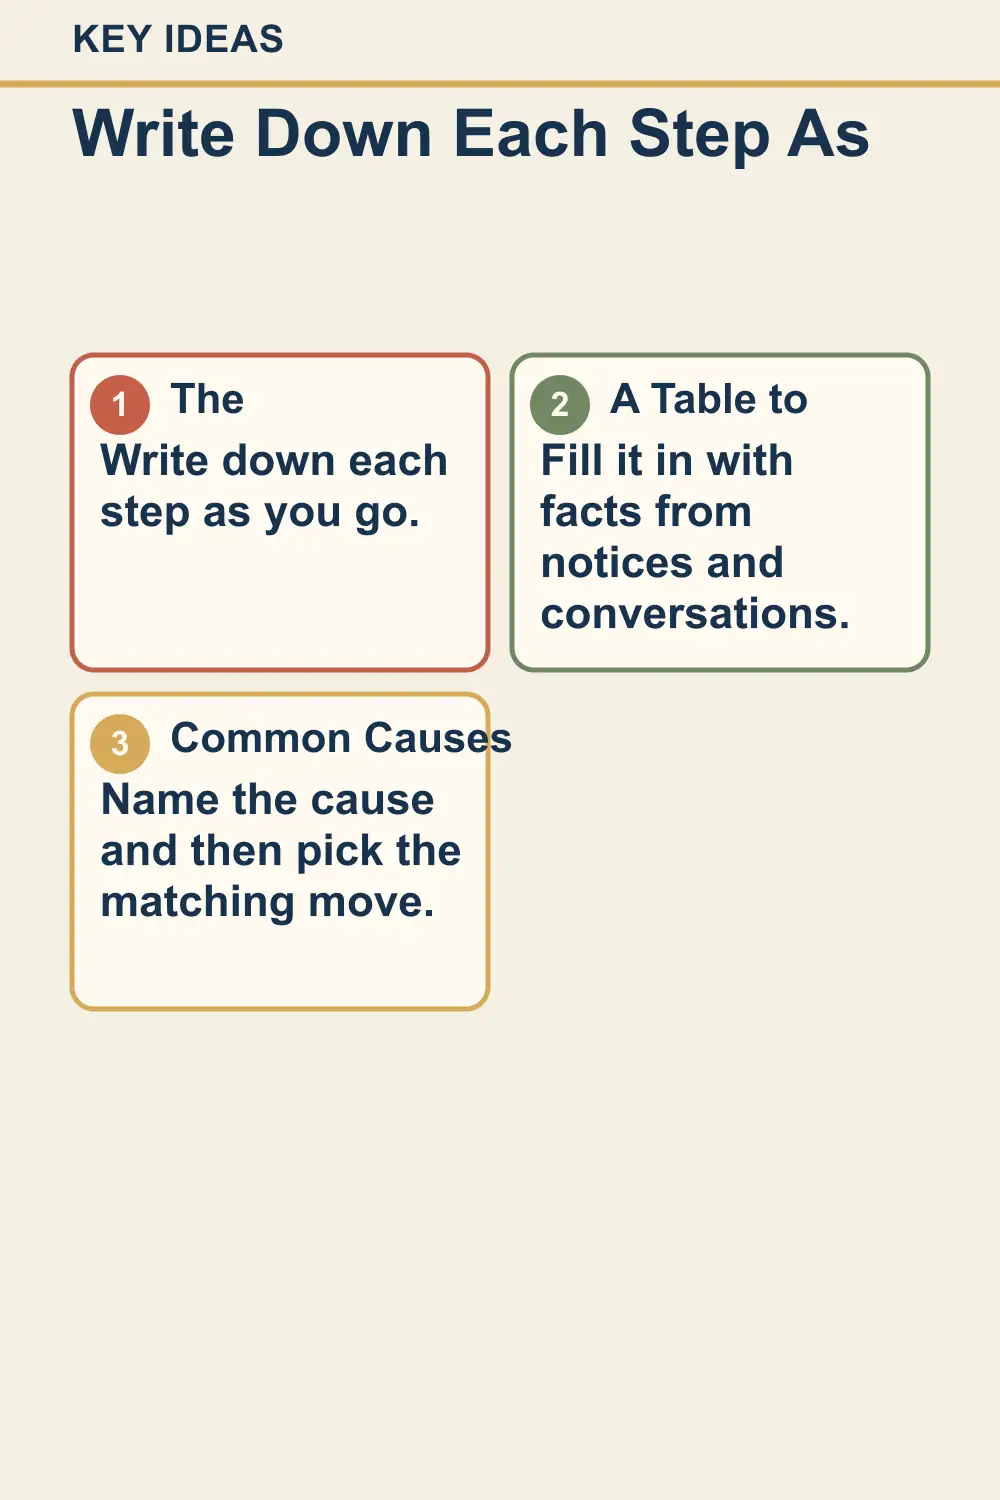 KEY IDEAS
Write Down Each Step As
1 The
Write down each
step as you go.
2 A Table to
Fill it in with
facts from
notices and
conversations.
3 Common Causes
Name the cause
and then pick the
matching move.